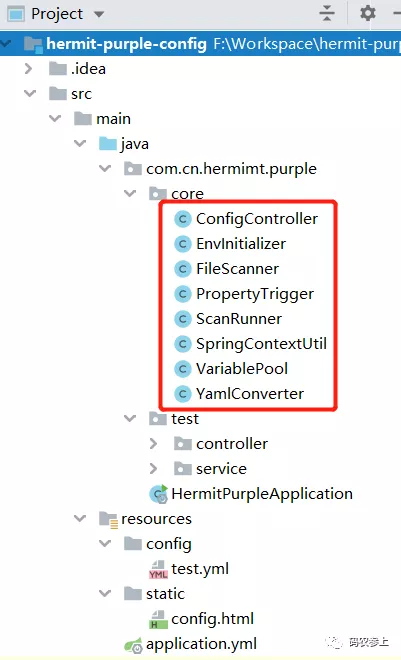 Project
hermit-purple-config F:\Workspace\hermit-purp
.idea
src
main
java
com.cn.hermimt.purple
core
ConfigController
EnvInitializer
FileScanner
PropertyTrigger
ScanRunner
SpringContextUtil
VariablePool
YamlConverter
test
controller
service
HermitPurpleApplication
resources
config
YML test.yml
static
H config.html
application.yml
码农参上